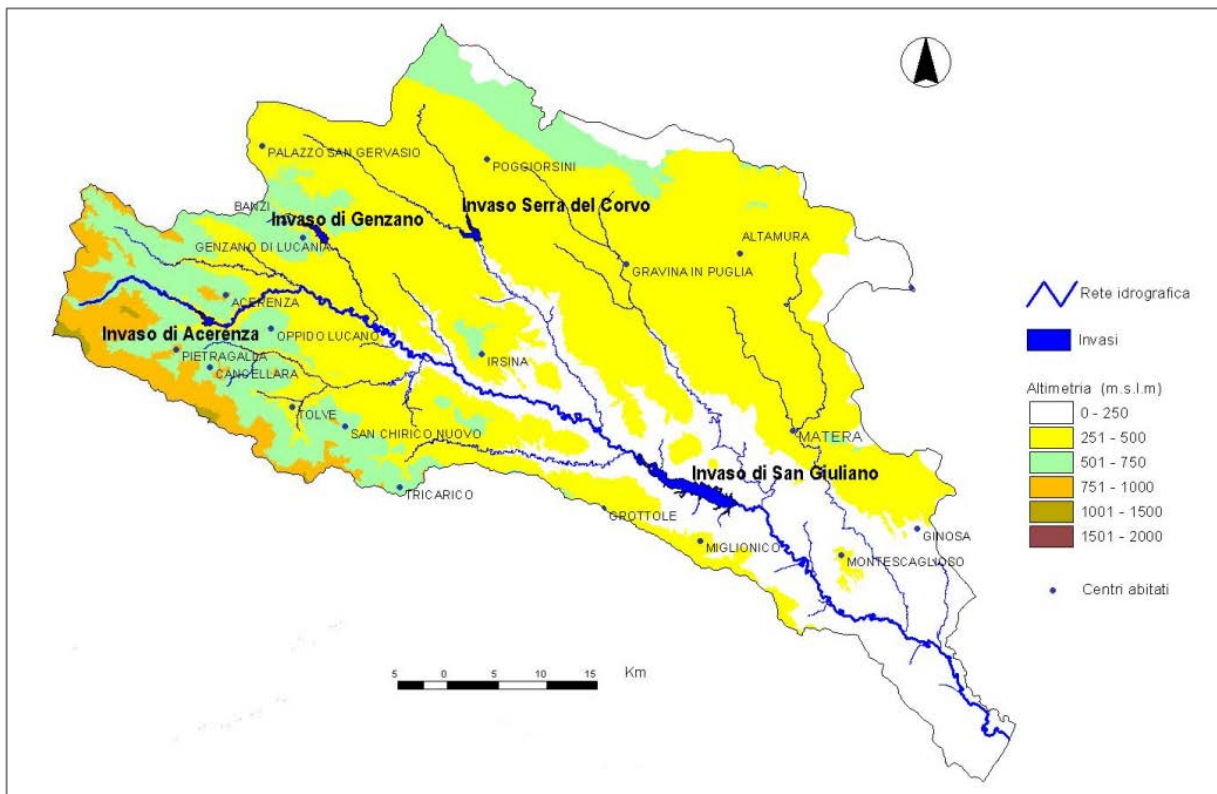 PALAZZO SAN GERVASIO
POGGIORSINI
BANZI
Invaso di Genzano
Invaso Serra del Corvo
GENZANO DI LUCANIA
ALTAMURA
GRAVINA IN PUGLIA
ACERENZA
Invaso di Acerenza
OPPIDO LUCANO
PIETRAGALLA
CANCELLARA
IRSINA
TOLVE
SAN CHIRICO NUOVO
MATERA
Invaso di San Giuliano
TRICARICO
GROTTOLE
GINOSA
MIGLIONICO
MONTESCAGLIOSO
5 0 5 10 15 Km
Rete idrografica
Invasi
Altimetria (m.s.l.m)
0 - 250
251 - 500
501 - 750
751 - 1000
1001 - 1500
1501 - 2000
Centri abitati